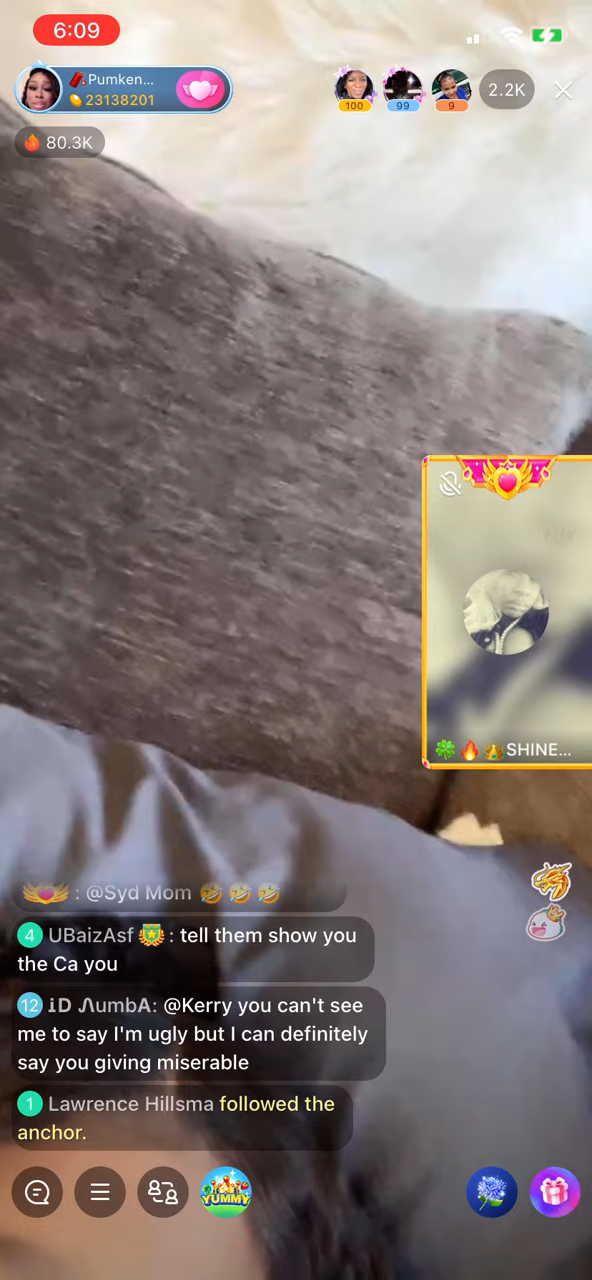 6:09
Pumken...
23138201
100
99
9
2.2K
80.3K
SHINE...
: @Syd Mom 🤣🤣🤣
4 UBaizAsf : tell them show you
the Ca you
12 iD ႶumbA: @Kerry you can't see
me to say I'm ugly but I can definitely
say you giving miserable
1 Lawrence Hillsma followed the
anchor.
YUMMY